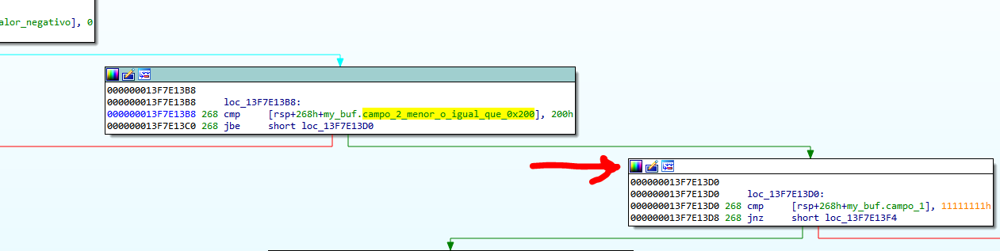 alor_negativo], 0
000000013F7E13B8
000000013F7E13B8 loc_13F7E13B8:
000000013F7E13B8 268 cmp [rsp+268h+my_buf.campo_2_menor_o_igual_que_0x200], 200h
000000013F7E13C0 268 jbe short loc_13F7E13D0
000000013F7E13D0
000000013F7E13D0 loc_13F7E13D0:
000000013F7E13D0 268 cmp [rsp+268h+my_buf.campo_1], 11111111h
000000013F7E13D8 268 jnz short loc_13F7E13F4